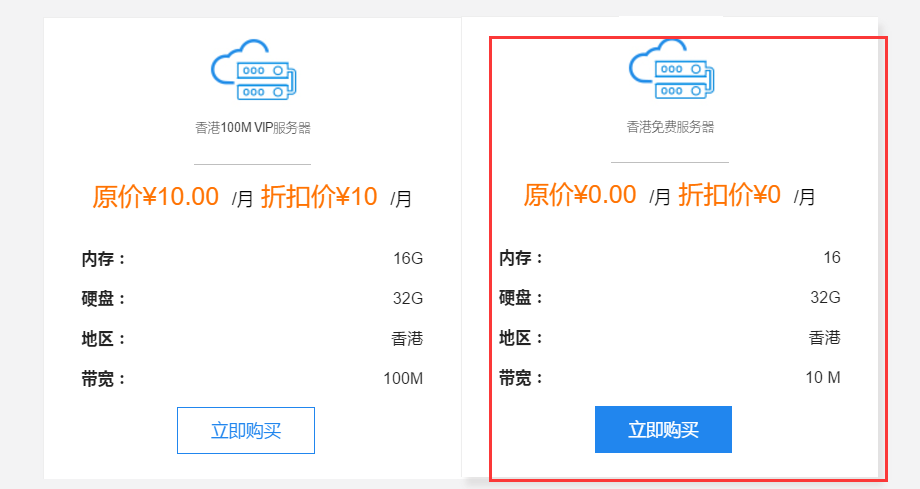 香港100M VIP服务器
原价¥10.00 /月 折扣价¥10 /月
内存： 16G
硬盘： 32G
地区： 香港
带宽： 100M
立即购买
香港免费服务器
原价¥0.00 /月 折扣价¥0 /月
内存： 16
硬盘： 32G
地区： 香港
带宽： 10 M
立即购买